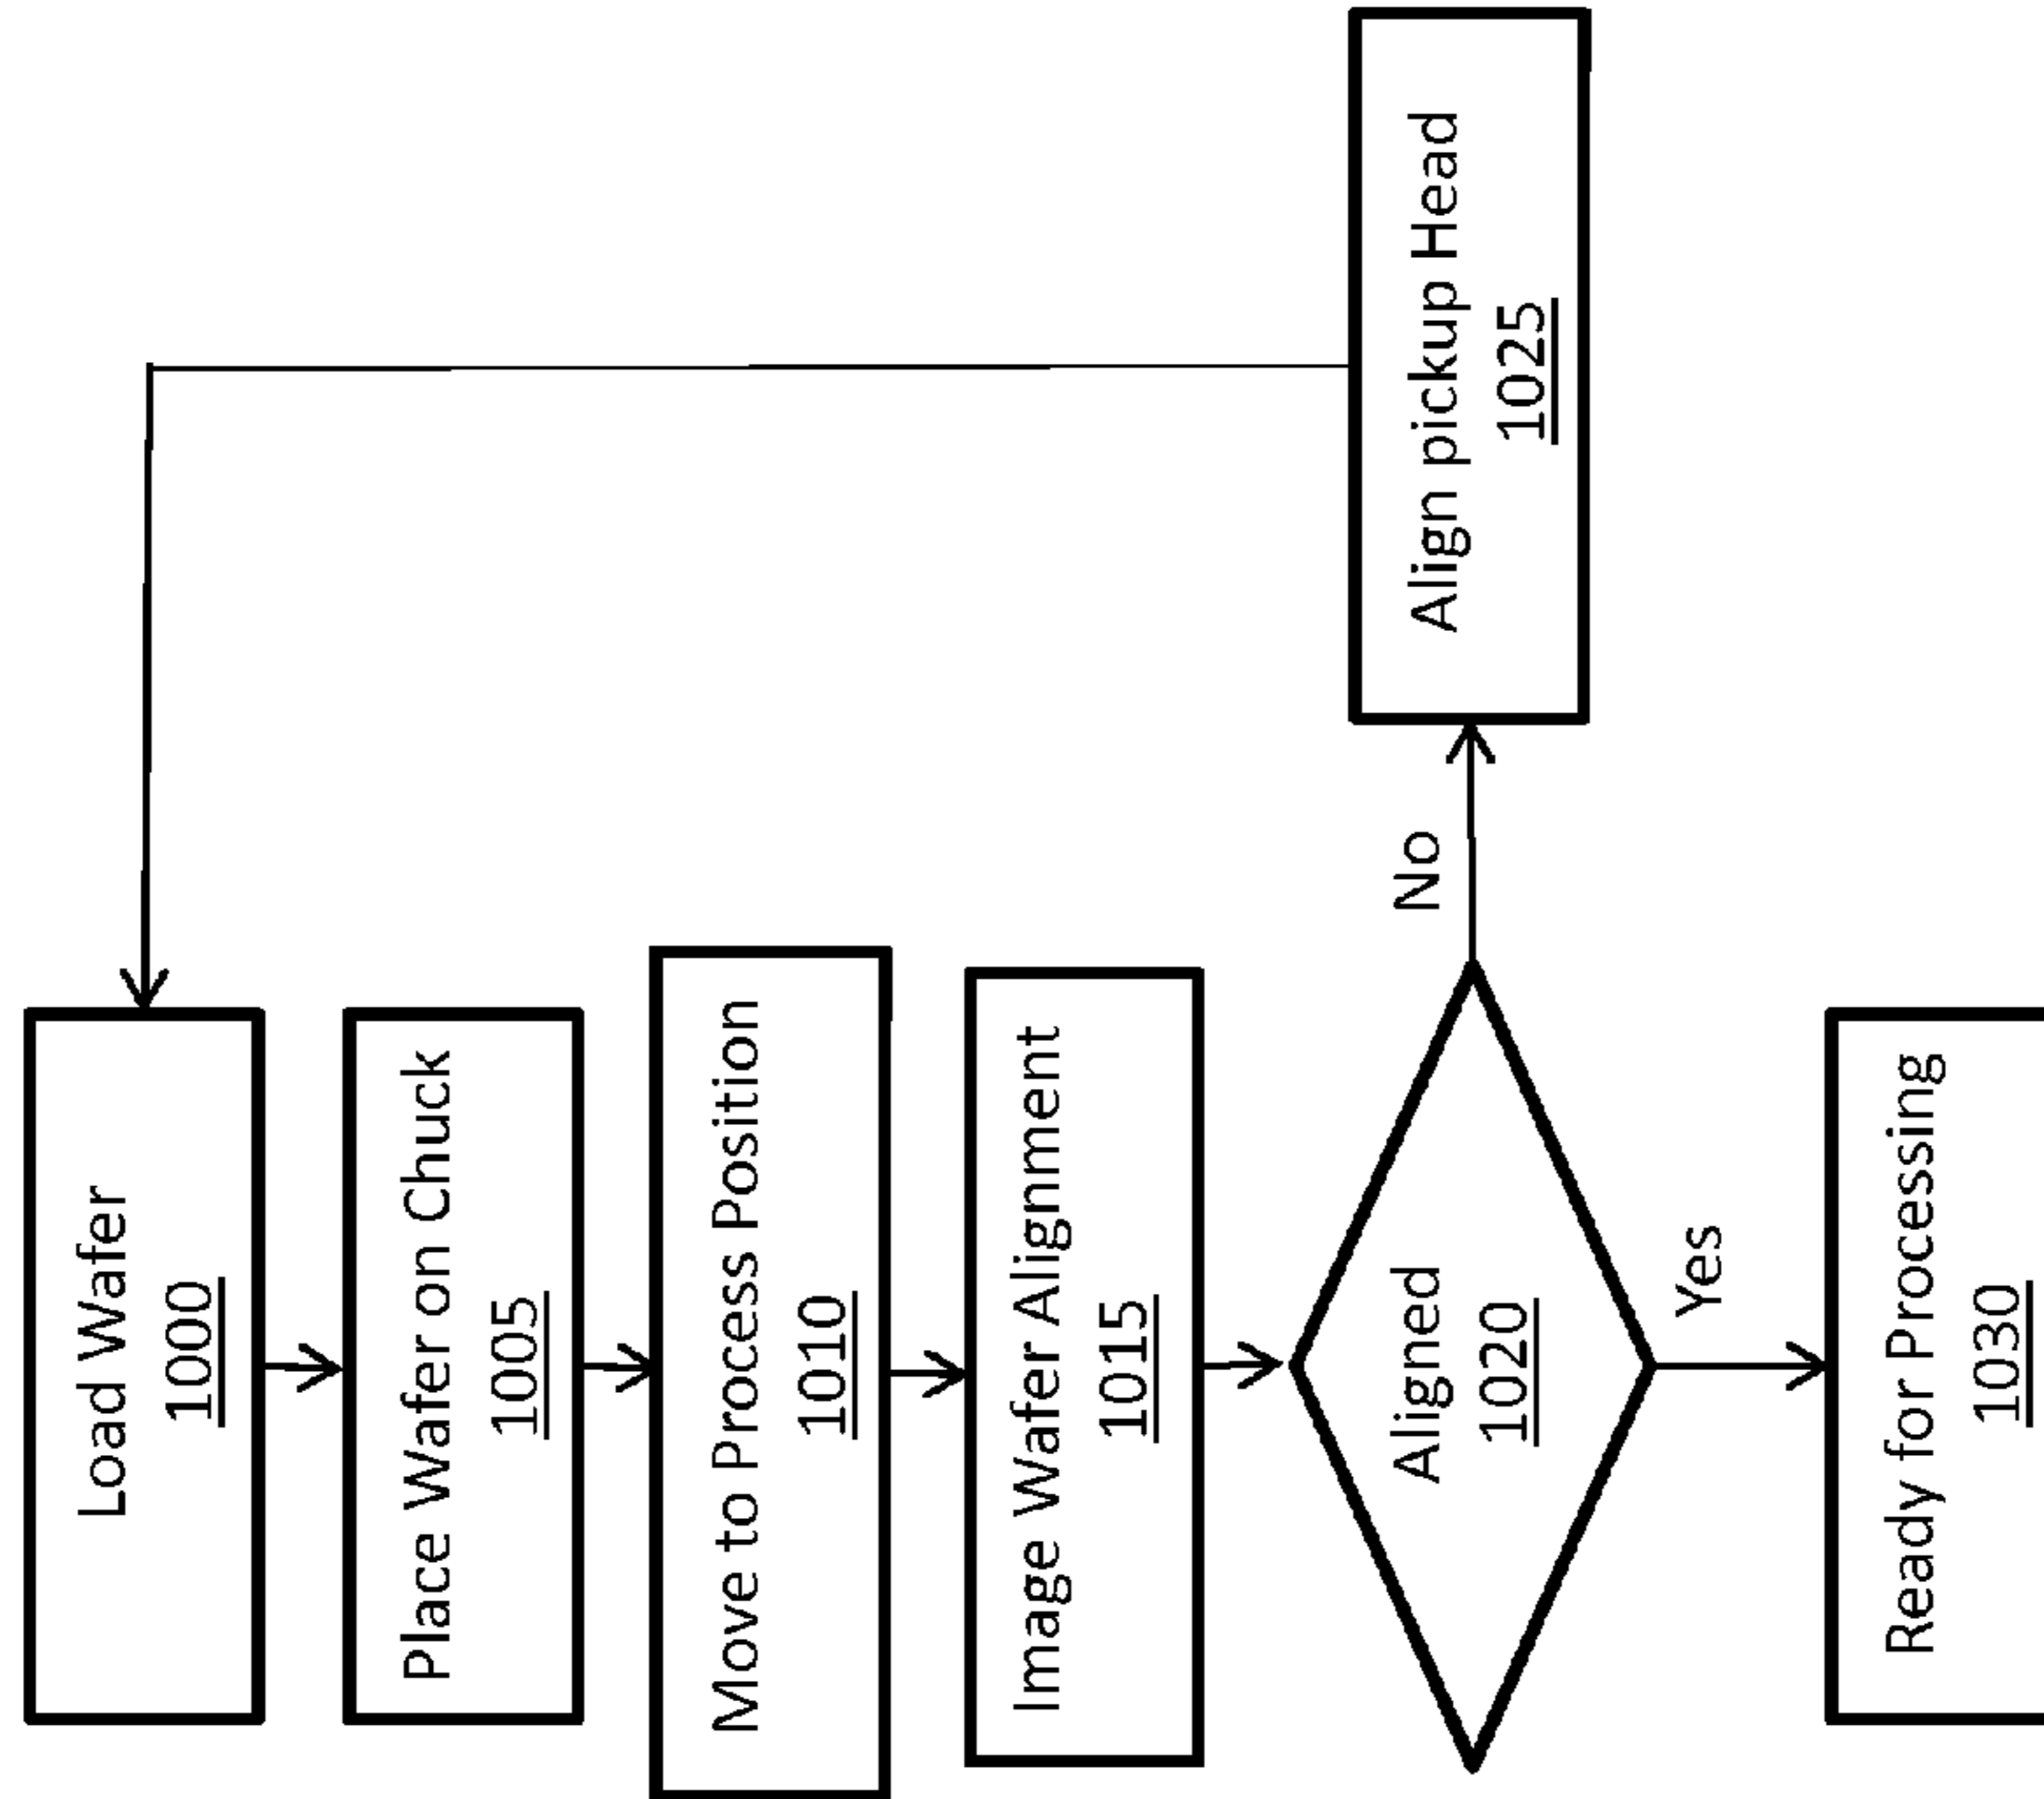 Load Wafer
1000
Place Wafer on Chuck
1005
Move to Process Position
1010
Image Wafer Alignment
1015
Aligned
1020
No
Align pickup Head
1025
Yes
Ready for Processing
1030